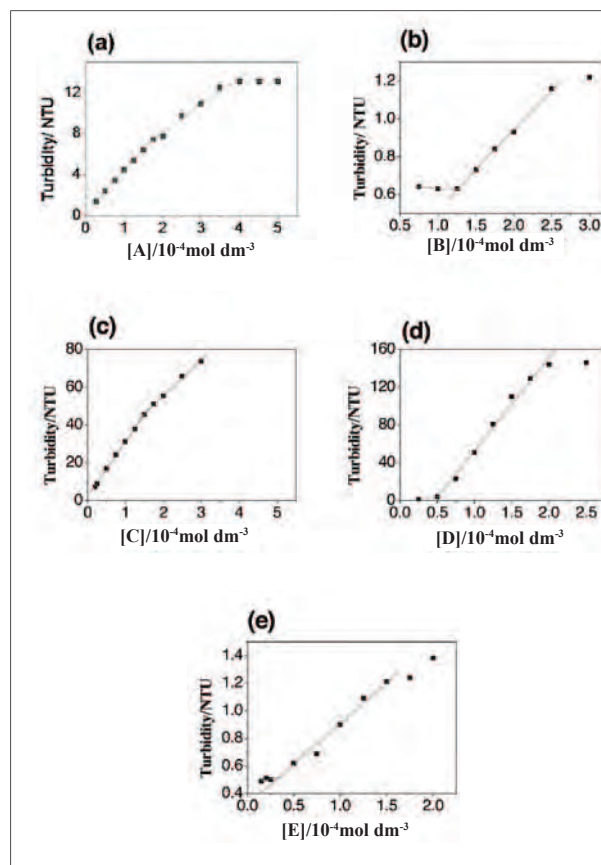 (a)
Turbidity/ NTU
12
8
4
0
0 1 2 3 4 5
[A]/10⁻⁴mol dm⁻³
(b)
Turbidity/ NTU
1.2
1.0
0.8
0.6
0.5 1.0 1.5 2.0 2.5 3.0
[B]/10⁻⁴mol dm⁻³
(c)
Turbidity/NTU
80
60
40
20
0
0 1 2 3 4 5
[C]/10⁻⁴mol dm⁻³
(d)
Turbidity/NTU
160
120
80
40
0
0.0 0.5 1.0 1.5 2.0 2.5
[D]/10⁻⁴mol dm⁻³
(e)
Turbidity/NTU
1.4
1.2
1.0
0.8
0.6
0.4
0.0 0.5 1.0 1.5 2.0
[E]/10⁻⁴mol dm⁻³